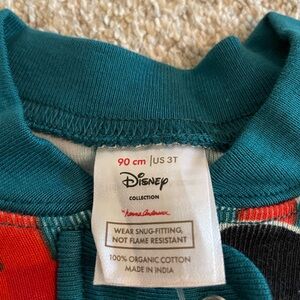 90 cm | US 3T
Disney
COLLECTION
hanna andersson
WEAR SNUG-FITTING,
NOT FLAME RESISTANT
100% ORGANIC COTTON
MADE IN INDIA